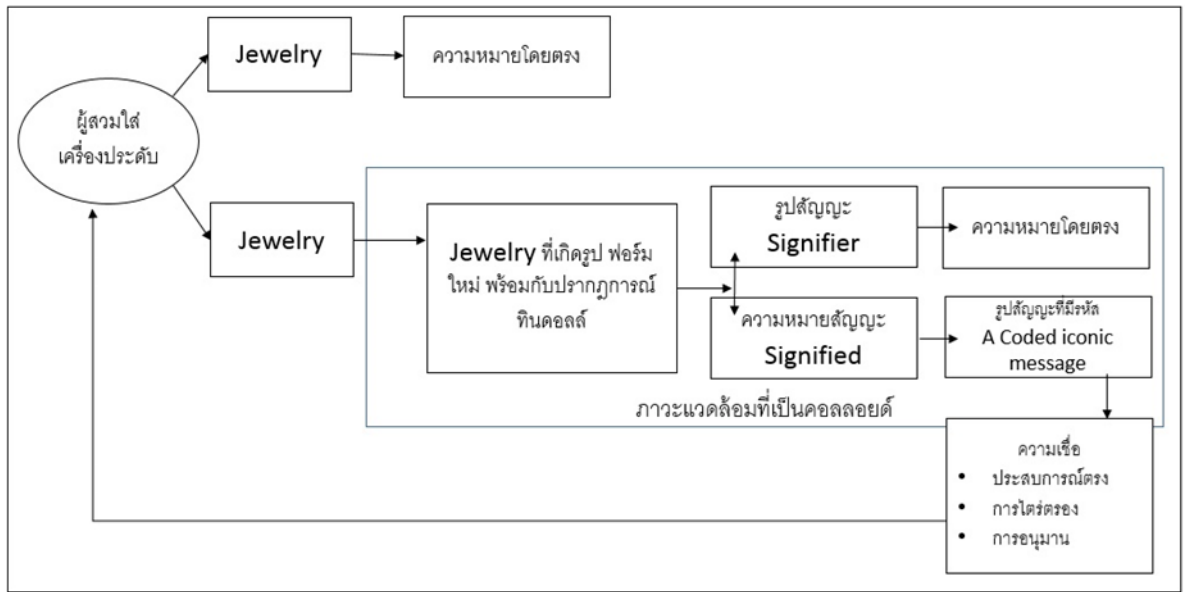 Jewelry
ความหมายโดยตรง
ผู้สวมใส่
เครื่องประดับ
Jewelry
Jewelry ที่เกิดรูป ฟอร์ม
ใหม่ พร้อมกับปรากฏการณ์
ทินดอลล์
รูปสัญญะ
Signifier
ความหมายโดยตรง
ความหมายสัญญะ
Signified
รูปสัญญะที่มีรหัส
A Coded iconic
message
ภาวะแวดล้อมที่เป็นคอลลอยด์
ความเชื่อ
• ประสบการณ์ตรง
• การไตร่ตรอง
• การอนุมาน